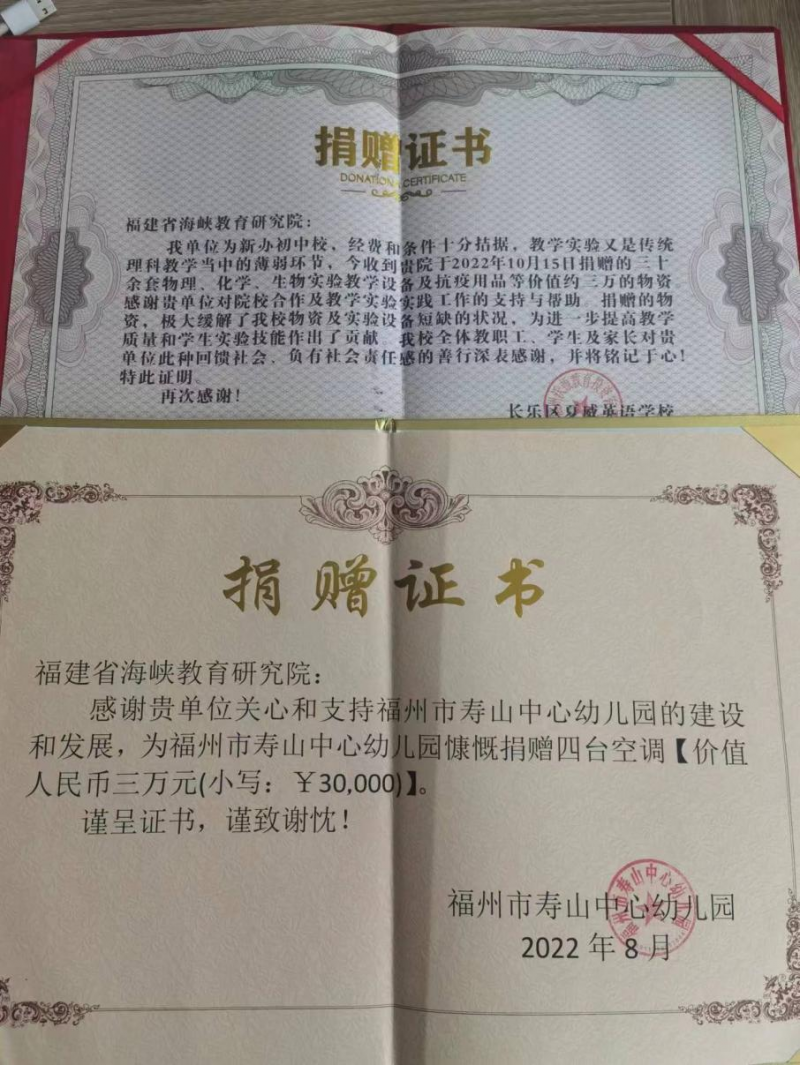 捐赠证书
DONATION CERTIFICATE
福建省海峡教育研究院：
我单位为新办初中校、经费和条件十分拮据，教学实验又是传统
理科教学当中的薄弱环节，今收到贵院于2022年10月15日捐赠的三十
余套物理、化学、生物实验教学设备及抗疫用品等价值约三万的物资
感谢贵单位对院校合作及教学实验实践工作的支持与帮助。捐赠的物
资，极大缓解了我校物资及实验设备短缺的状况，为进一步提高教学
质量和学生实验技能作出了贡献。我校全体教职工、学生及家长对贵
单位此种回馈社会、负有社会责任感的善行深表感谢，并将铭记于心！
特此证明。
再次感谢！
长乐区夏威英语学校
捐赠证书
福建省海峡教育研究院：
感谢贵单位关心和支持福州市寿山中心幼儿园的建设
和发展，为福州市寿山中心幼儿园慷慨捐赠四台空调【价值
人民币三万元(小写：￥30,000)】。
谨呈证书，谨致谢忱！
福州市寿山中心幼儿园
2022 年 8 月